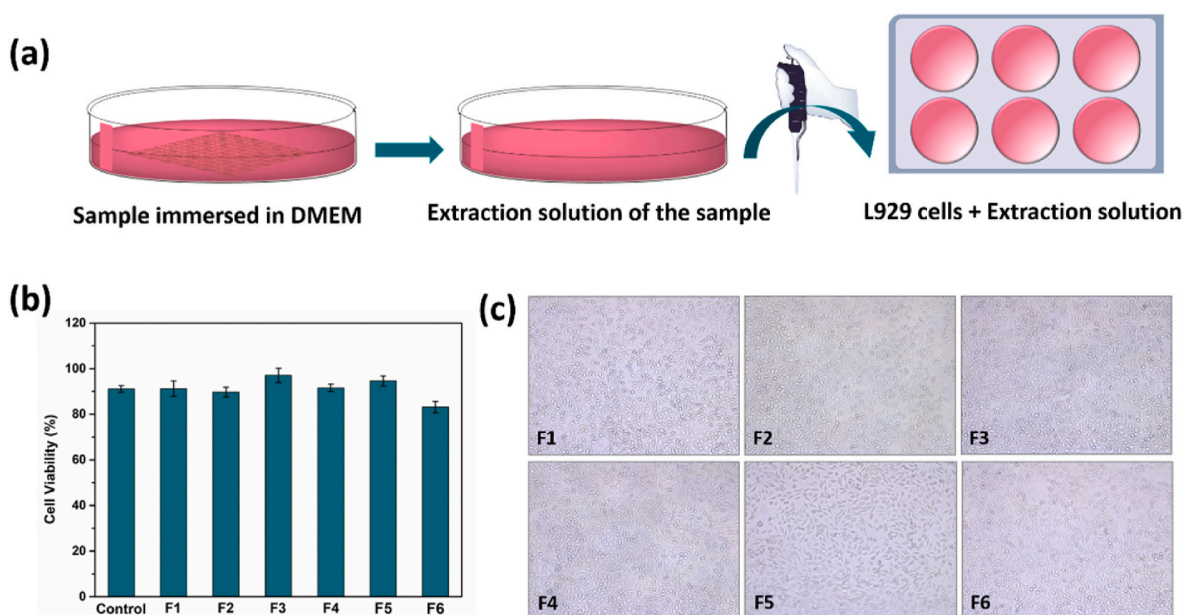 (a)
Sample immersed in DMEM
Extraction solution of the sample
L929 cells + Extraction solution
(b)
Cell Viability (%)
120
100
80
60
40
20
0
Control F1 F2 F3 F4 F5 F6
(c)
F1 F2 F3
F4 F5 F6